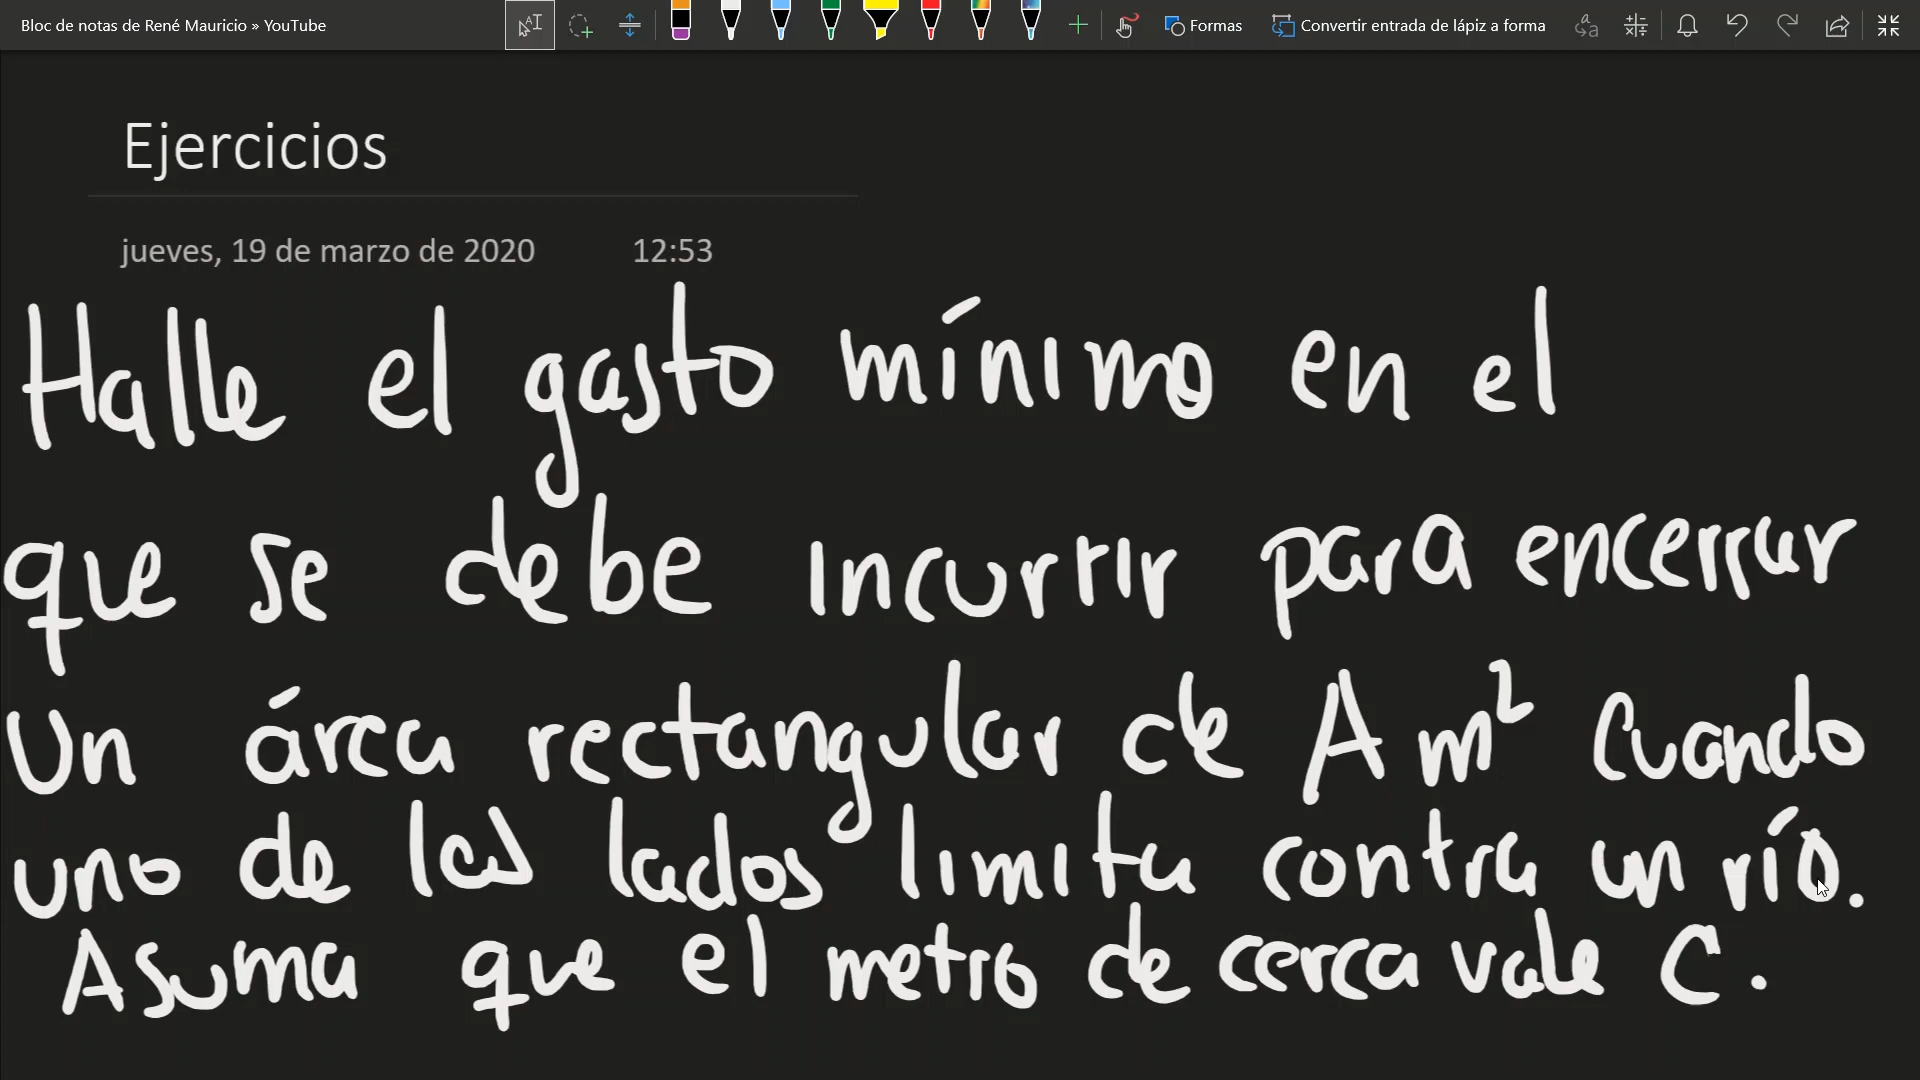 Bloc de notas de René Mauricio » YouTube
Formas
Convertir entrada de lápiz a forma
Ejercicios
jueves, 19 de marzo de 2020 12:53
Halle el gasto mínimo en el
que se debe incurrir para encerrar
un área rectangular de A m² cuando
uno de los lados limita contra un río.
Asuma que el metro de cerca vale C.